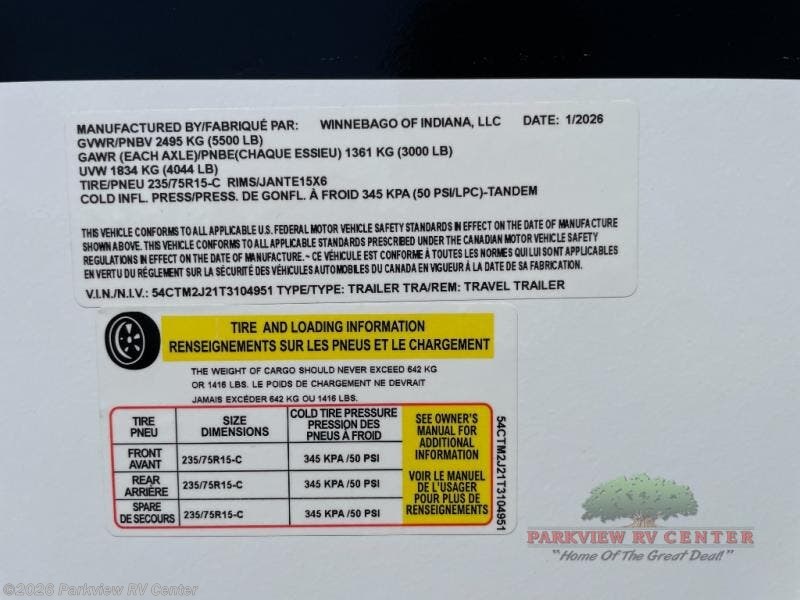 MANUFACTURED BY/FABRIQUÉ PAR: WINNEBAGO OF INDIANA, LLC DATE: 1/2026
GVWR/PNBV 2495 KG (5500 LB)
GAWR (EACH AXLE)/PNBE(CHAQUE ESSIEU) 1361 KG (3000 LB)
UVW 1834 KG (4044 LB)
TIRE/PNEU 235/75R15-C RIMS/JANTE15X6
COLD INFL. PRESS/PRESS. DE GONFL. À FROID 345 KPA (50 PSI/LPC)-TANDEM
THIS VEHICLE CONFORMS TO ALL APPLICABLE U.S. FEDERAL MOTOR VEHICLE SAFETY STANDARDS IN EFFECT ON THE DATE OF MANUFACTURE
SHOWN ABOVE. THIS VEHICLE CONFORMS TO ALL APPLICABLE STANDARDS PRESCRIBED UNDER THE CANADIAN MOTOR VEHICLE SAFETY
REGULATIONS IN EFFECT ON THE DATE OF MANUFACTURE. ~ CE VÉHICULE EST CONFORME À TOUTES LES NORMES QUI LUI SONT APPLICABLES
EN VERTU DU RÉGLEMENT SUR LA SÉCURITÉ DES VÉHICULES AUTOMOBILES DU CANADA EN VIGUEUR À LA DATE DE SA FABRICATION.
V.I.N./N.I.V.: 54CTM2J21T3104951 TYPE/TYPE: TRAILER TRA/REM: TRAVEL TRAILER
TIRE AND LOADING INFORMATION
RENSEIGNEMENTS SUR LES PNEUS ET LE CHARGEMENT
THE WEIGHT OF CARGO SHOULD NEVER EXCEED 642 KG
OR 1416 LBS. LE POIDS DE CHARGEMENT NE DEVRAIT
JAMAIS EXCÉDER 642 KG OU 1416 LBS.
TIRE
PNEU
SIZE
DIMENSIONS
COLD TIRE PRESSURE
PRESSION DES
PNEUS À FROID
FRONT
AVANT
235/75R15-C
345 KPA /50 PSI
REAR
ARRIÈRE
235/75R15-C
345 KPA /50 PSI
SPARE
DE SECOURS
235/75R15-C
345 KPA /50 PSI
SEE OWNER'S
MANUAL FOR
ADDITIONAL
INFORMATION
VOIR LE MANUEL
DE L'USAGER
POUR PLUS DE
RENSEIGNEMENTS
54CTM2J21T3104951
PARKVIEW RV CENTER
"Home Of The Great Deal!"
©2026 Parkview RV Center